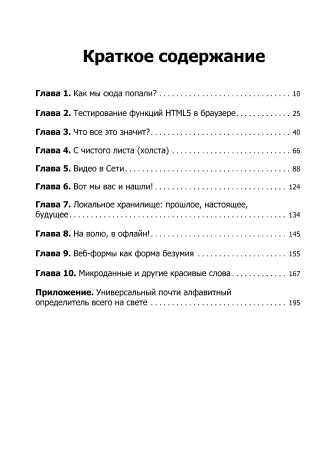 Краткое содержание
Глава 1. Как мы сюда попали? . . . . . . . . . . . . . . . . . . . . . . . . . . . . . . 10
Глава 2. Тестирование функций HTML5 в браузере. . . . . . . . . . . . . 25
Глава 3. Что все это значит?. . . . . . . . . . . . . . . . . . . . . . . . . . . . . . . . 40
Глава 4. С чистого листа (холста) . . . . . . . . . . . . . . . . . . . . . . . . . . . . 66
Глава 5. Видео в Сети. . . . . . . . . . . . . . . . . . . . . . . . . . . . . . . . . . . . . 88
Глава 6. Вот мы вас и нашли! . . . . . . . . . . . . . . . . . . . . . . . . . . . . . 124
Глава 7. Локальное хранилище: прошлое, настоящее,
будущее. . . . . . . . . . . . . . . . . . . . . . . . . . . . . . . . . . . . . . . . . . . . . . 134
Глава 8. На волю, в офлайн!. . . . . . . . . . . . . . . . . . . . . . . . . . . . . . . 145
Глава 9. Веб-формы как форма безумия . . . . . . . . . . . . . . . . . . . . . 155
Глава 10. Микроданные и другие красивые слова. . . . . . . . . . . . . 167
Приложение. Универсальный почти алфавитный
определитель всего на свете . . . . . . . . . . . . . . . . . . . . . . . . . . . . . . 195